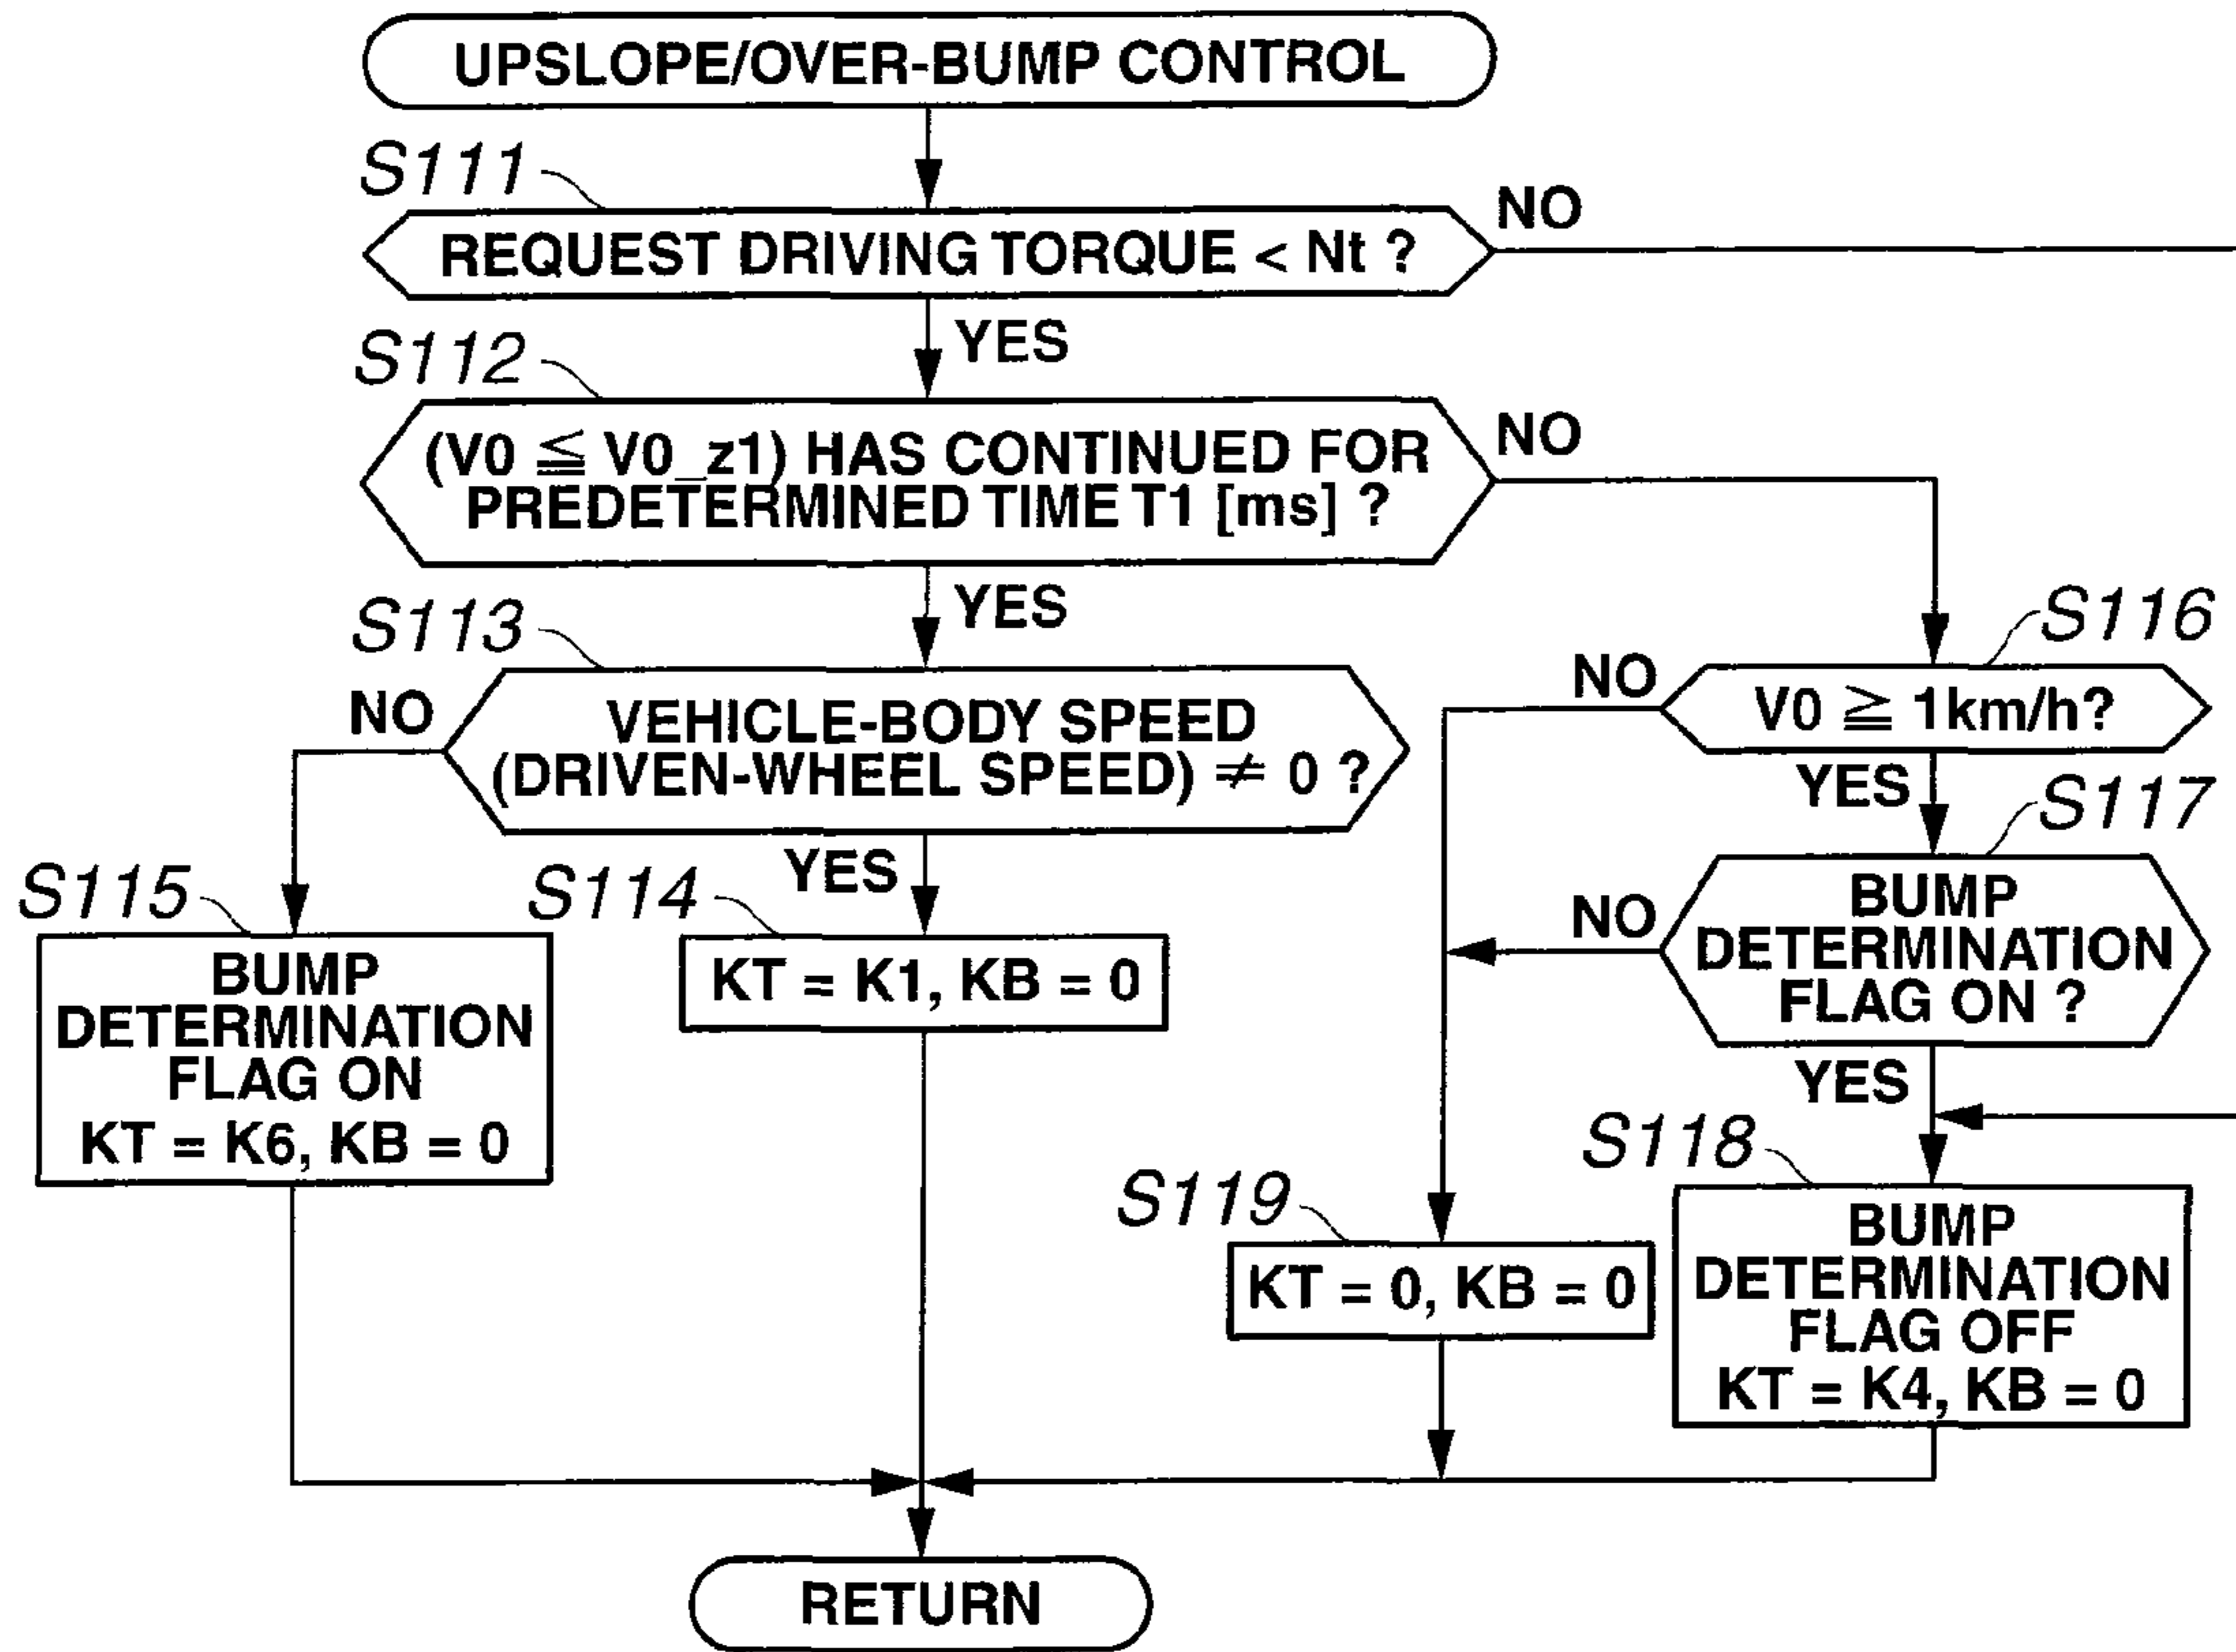 UPSLOPE/OVER-BUMP CONTROL
S111
REQUEST DRIVING TORQUE < Nt ?
NO
YES
S112
(V0 ≦ V0_z1) HAS CONTINUED FOR
PREDETERMINED TIME T1 [ms] ?
NO
YES
S113
VEHICLE-BODY SPEED
(DRIVEN-WHEEL SPEED) ≠ 0 ?
NO
YES
S116
V0 ≧ 1km/h?
NO
YES
S117
BUMP
DETERMINATION
FLAG ON ?
NO
YES
S115
BUMP
DETERMINATION
FLAG ON
KT = K6, KB = 0
S114
KT = K1, KB = 0
S119
KT = 0, KB = 0
S118
BUMP
DETERMINATION
FLAG OFF
KT = K4, KB = 0
RETURN